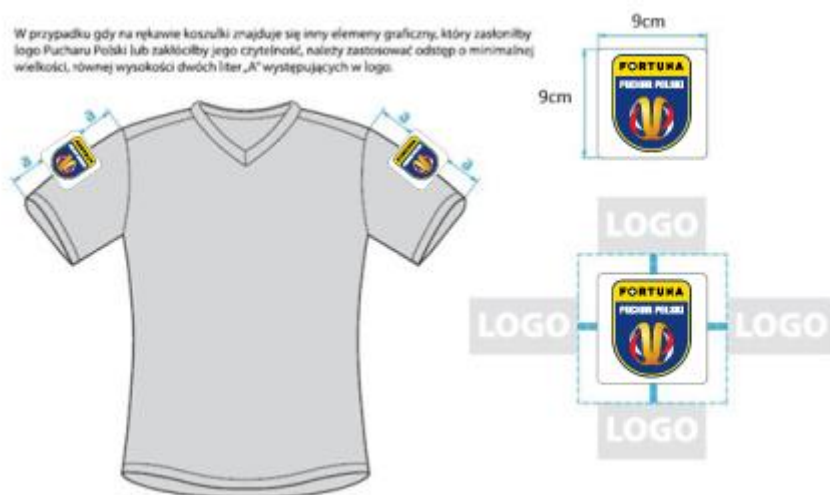 W przypadku gdy na rękawie koszulki znajduje się inny elemeny graficzny, który zasłoniłby
logo Pucharu Polski lub zakłóciłby jego czytelność, należy zastosować odstęp o minimalnej
wielkości, równej wysokości dwóch liter „A” występujących w logo.
9cm
9cm
FORTUNA
PUCHAR POLSKI
a
a
FORTUNA
a
a
LOGO
FORTUNA
PUCHAR POLSKI
LOGO
LOGO
LOGO